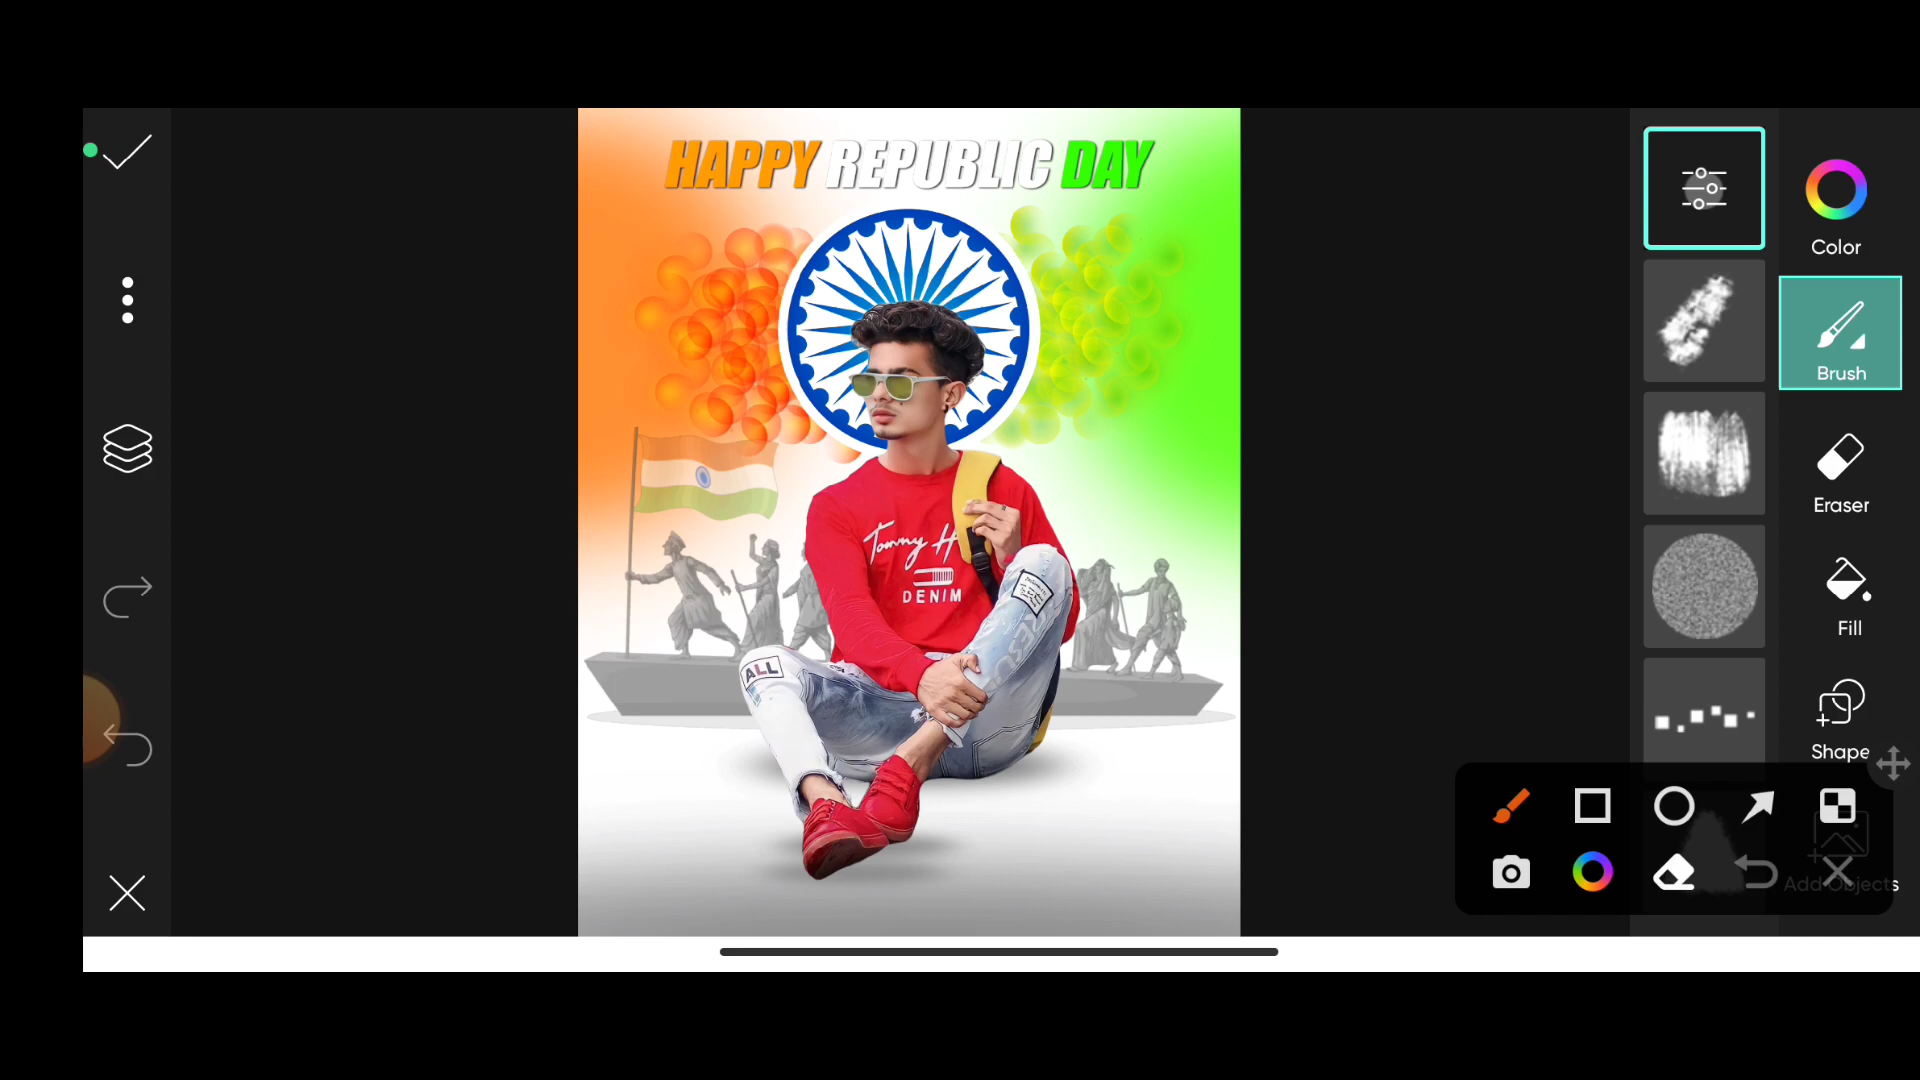 HAPPY REPUBLIC DAY
Color
Brush
Eraser
Fill
Shape
Add Objects
Tommy H
DENIM
ALL